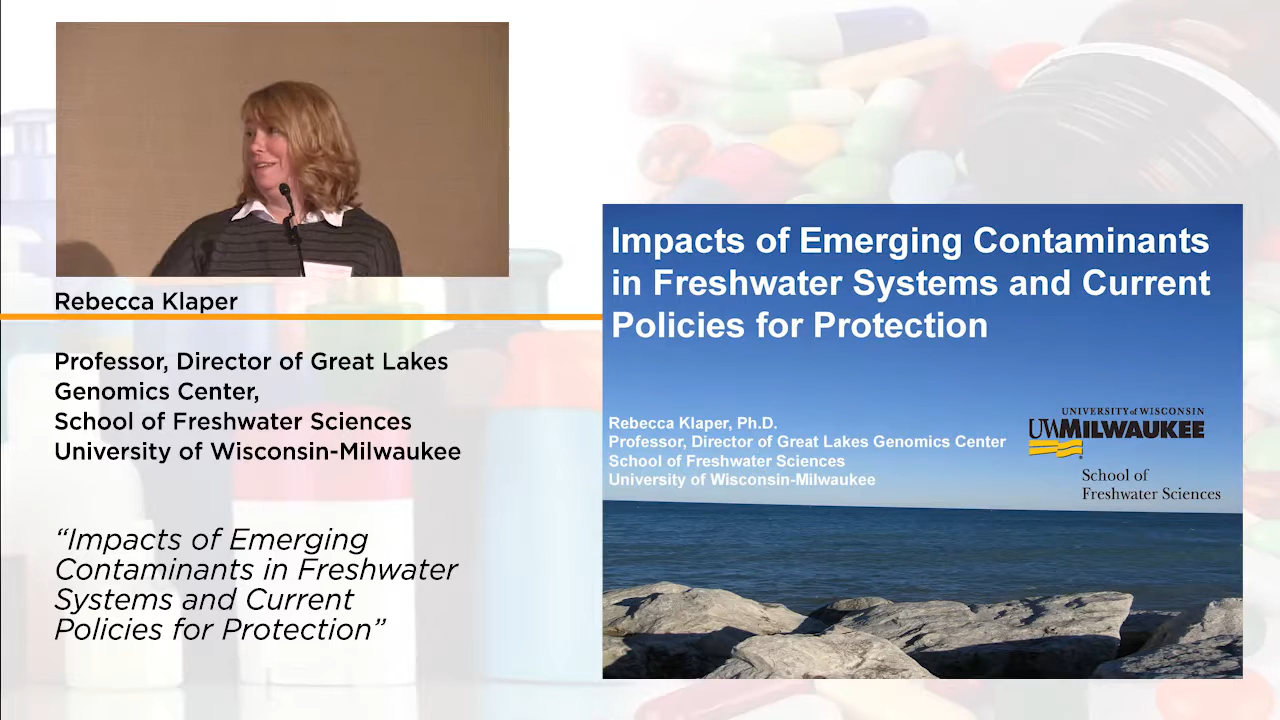 Rebecca Klaper
Professor, Director of Great Lakes
Genomics Center,
School of Freshwater Sciences
University of Wisconsin-Milwaukee
“Impacts of Emerging
Contaminants in Freshwater
Systems and Current
Policies for Protection”
Impacts of Emerging Contaminants
in Freshwater Systems and Current
Policies for Protection
Rebecca Klaper, Ph.D.
Professor, Director of Great Lakes Genomics Center
School of Freshwater Sciences
University of Wisconsin-Milwaukee
UNIVERSITY of WISCONSIN
UWMILWAUKEE
School of
Freshwater Sciences